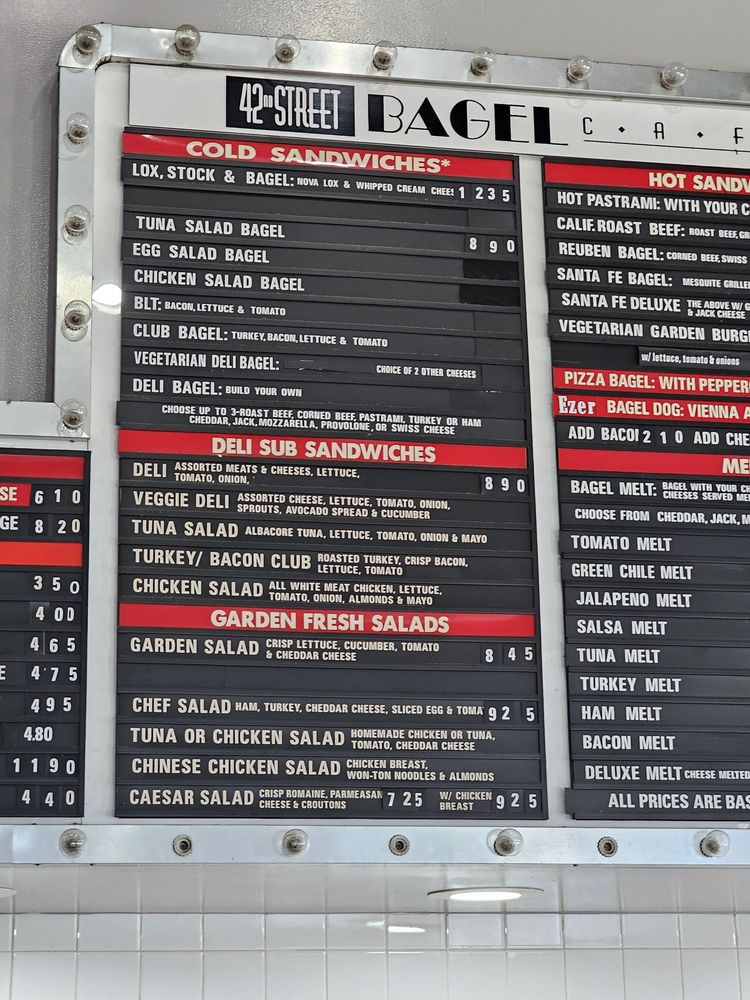 42ND STREET BAGEL C • A • F
COLD SANDWICHES*
LOX, STOCK & BAGEL: NOVA LOX & WHIPPED CREAM CHEES 1 2 3 5
TUNA SALAD BAGEL 8 9 0
EGG SALAD BAGEL
CHICKEN SALAD BAGEL
BLT: BACON, LETTUCE & TOMATO
CLUB BAGEL: TURKEY, BACON, LETTUCE & TOMATO
VEGETARIAN DELI BAGEL: CHOICE OF 2 OTHER CHEESES
DELI BAGEL: BUILD YOUR OWN
CHOOSE UP TO 3-ROAST BEEF, CORNED BEEF, PASTRAMI, TURKEY OR HAM
CHEDDAR, JACK, MOZZARELLA, PROVOLONE, OR SWISS CHEESE
DELI SUB SANDWICHES
DELI ASSORTED MEATS & CHEESES, LETTUCE,
TOMATO, ONION, 8 9 0
VEGGIE DELI ASSORTED CHEESE, LETTUCE, TOMATO, ONION,
SPROUTS, AVOCADO SPREAD & CUCUMBER
TUNA SALAD ALBACORE TUNA, LETTUCE, TOMATO, ONION & MAYO
TURKEY/ BACON CLUB ROASTED TURKEY, CRISP BACON,
LETTUCE, TOMATO
CHICKEN SALAD ALL WHITE MEAT CHICKEN, LETTUCE,
TOMATO, ONION, ALMONDS & MAYO
GARDEN FRESH SALADS
GARDEN SALAD CRISP LETTUCE, CUCUMBER, TOMATO
& CHEDDAR CHEESE 8 4 5
CHEF SALAD HAM, TURKEY, CHEDDAR CHEESE, SLICED EGG & TOMA 9 2 5
TUNA OR CHICKEN SALAD HOMEMADE CHICKEN OR TUNA,
TOMATO, CHEDDAR CHEESE
CHINESE CHICKEN SALAD CHICKEN BREAST,
WON-TON NOODLES & ALMONDS
CAESAR SALAD CRISP ROMAINE, PARMEASAN 7 2 5 W/ CHICKEN 9 2 5
CHEESE & CROUTONS BREAST
HOT SANDW
HOT PASTRAMI: WITH YOUR C
CALIF. ROAST BEEF: ROAST BEEF, GR
REUBEN BAGEL: CORNED BEEF, SWISS
SANTA FE BAGEL: MESQUITE GRILLE
SANTA FE DELUXE THE ABOVE W/ G
& JACK CHEESE
VEGETARIAN GARDEN BURG
w/ lettuce, tomato & onions
PIZZA BAGEL: WITH PEPPER
Ezer BAGEL DOG: VIENNA A
ADD BACO 2 1 0 ADD CHE
ME
BAGEL MELT: BAGEL WITH YOUR CH
CHEESES SERVED ME
CHOOSE FROM CHEDDAR, JACK, M
TOMATO MELT
GREEN CHILE MELT
JALAPENO MELT
SALSA MELT
TUNA MELT
TURKEY MELT
HAM MELT
BACON MELT
DELUXE MELT CHEESE MELTED
ALL PRICES ARE BAS
SE 6 1 0
GE 8 2 0
3 5 0
4 0 0
4 6 5
E 4 7 5
4 9 5
4.80
1 1 9 0
4 4 0